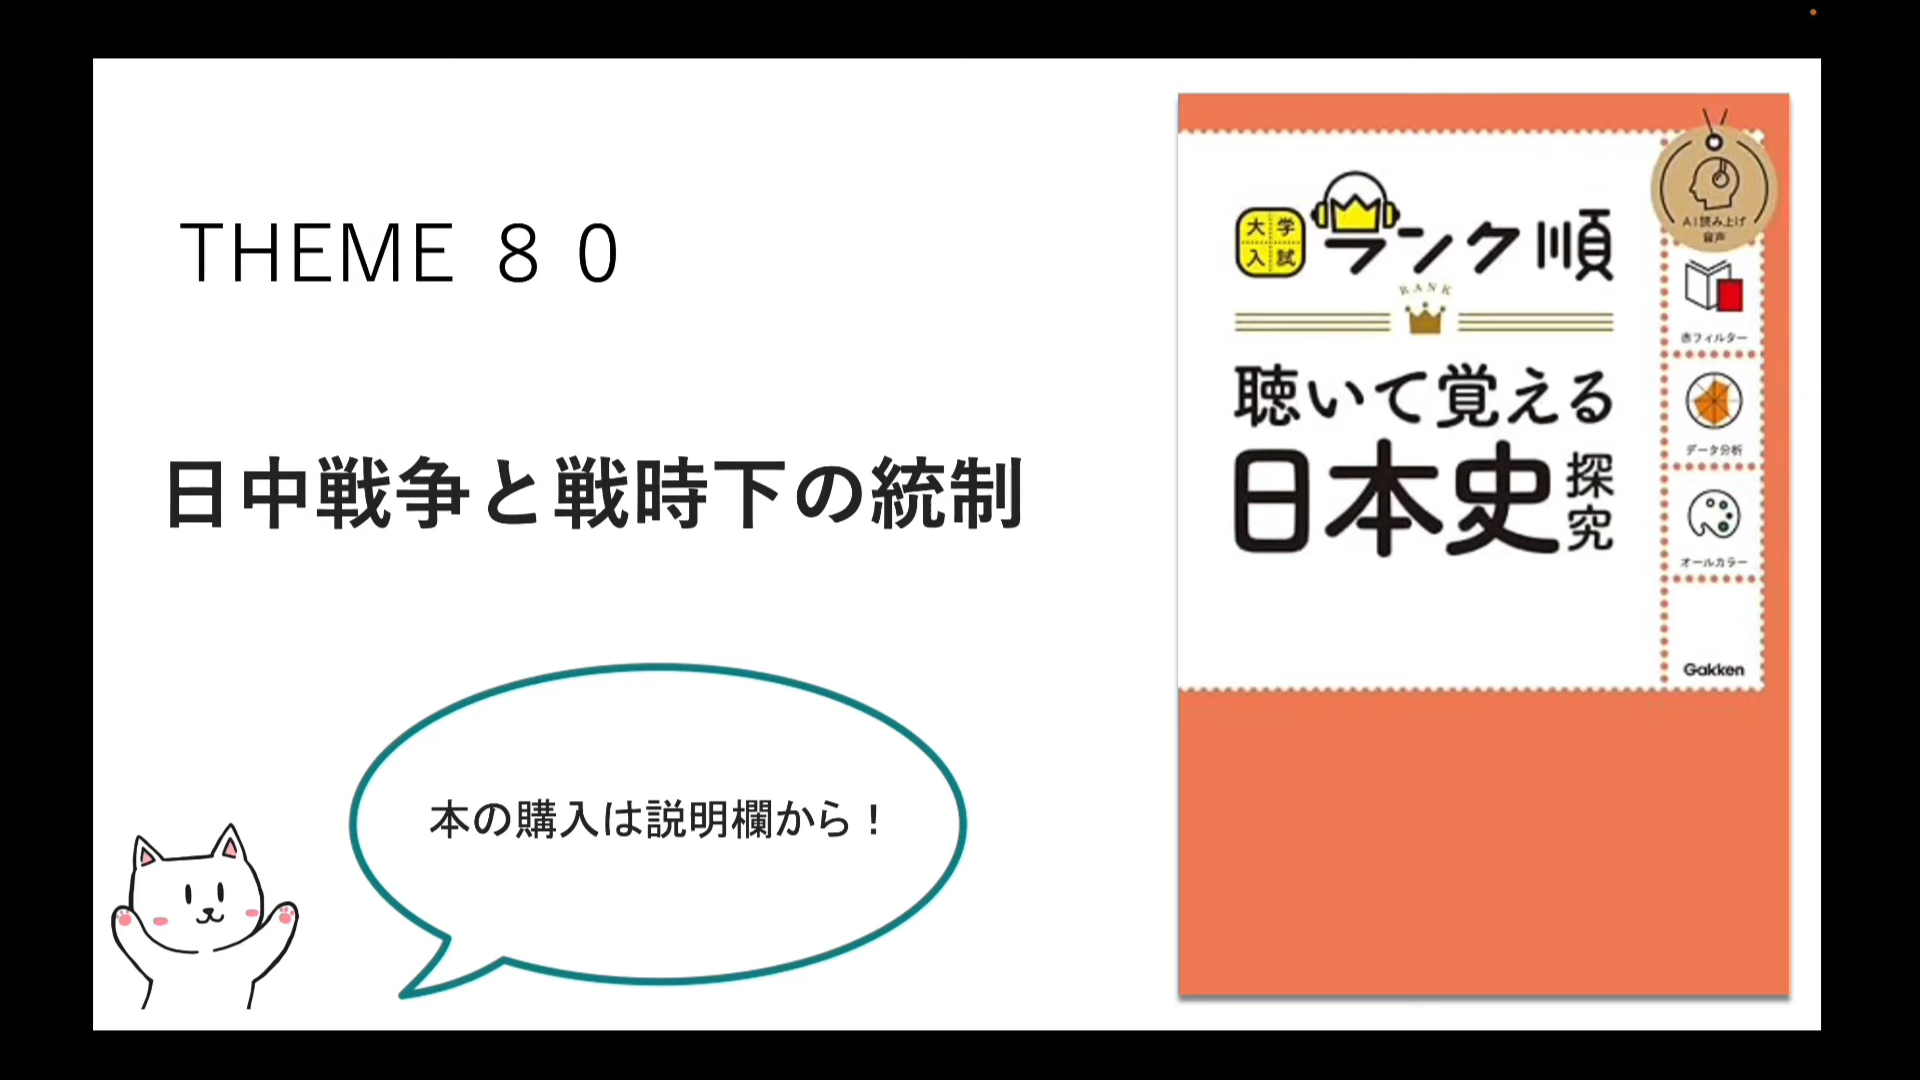 THEME ８０
日中戦争と戦時下の統制
本の購入は説明欄から！
大学入試
ランク順
RANK
聴いて覚える
日本史探究
AI読み上げ
音声
赤フィルター
データ分析
オールカラー
Gakken